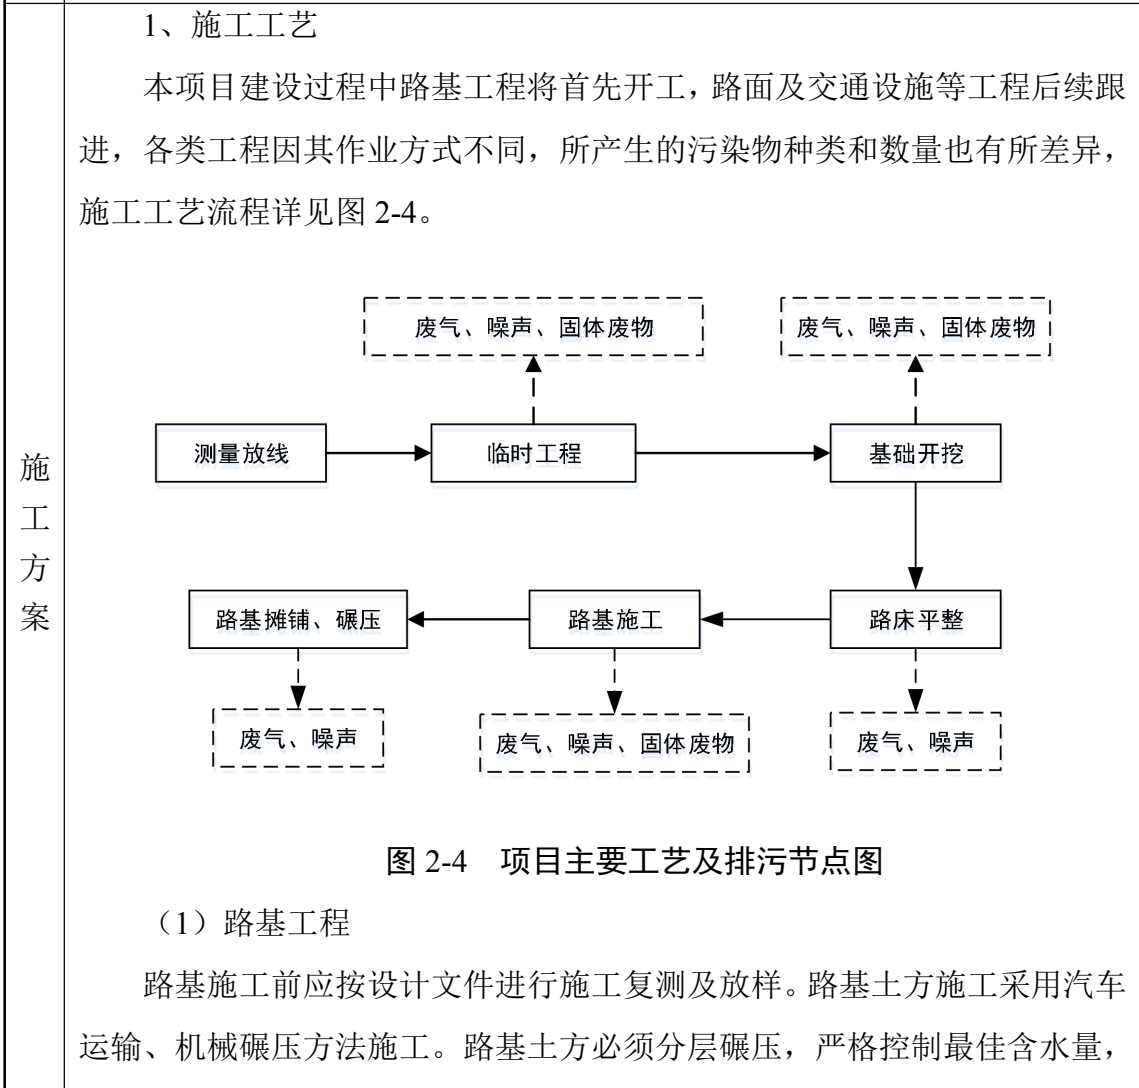 1、施工工艺
本项目建设过程中路基工程将首先开工，路面及交通设施等工程后续跟
进，各类工程因其作业方式不同，所产生的污染物种类和数量也有所差异，
施工工艺流程详见图 2-4。
废气、噪声、固体废物
废气、噪声、固体废物
测量放线
临时工程
基础开挖
施
工
方
案
路基摊铺、碾压
路基施工
路床平整
废气、噪声
废气、噪声、固体废物
废气、噪声
图 2-4 项目主要工艺及排污节点图
（1）路基工程
路基施工前应按设计文件进行施工复测及放样。路基土方施工采用汽车
运输、机械碾压方法施工。路基土方必须分层碾压，严格控制最佳含水量，